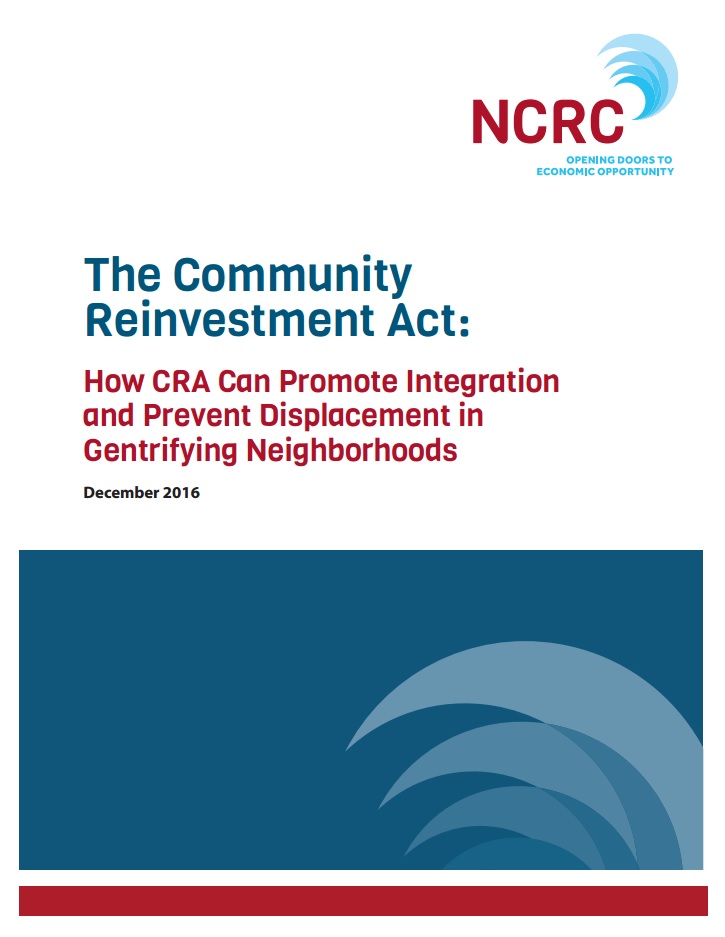 NCRC
OPENING DOORS TO
ECONOMIC OPPORTUNITY
The Community
Reinvestment Act:
How CRA Can Promote Integration
and Prevent Displacement in
Gentrifying Neighborhoods
December 2016